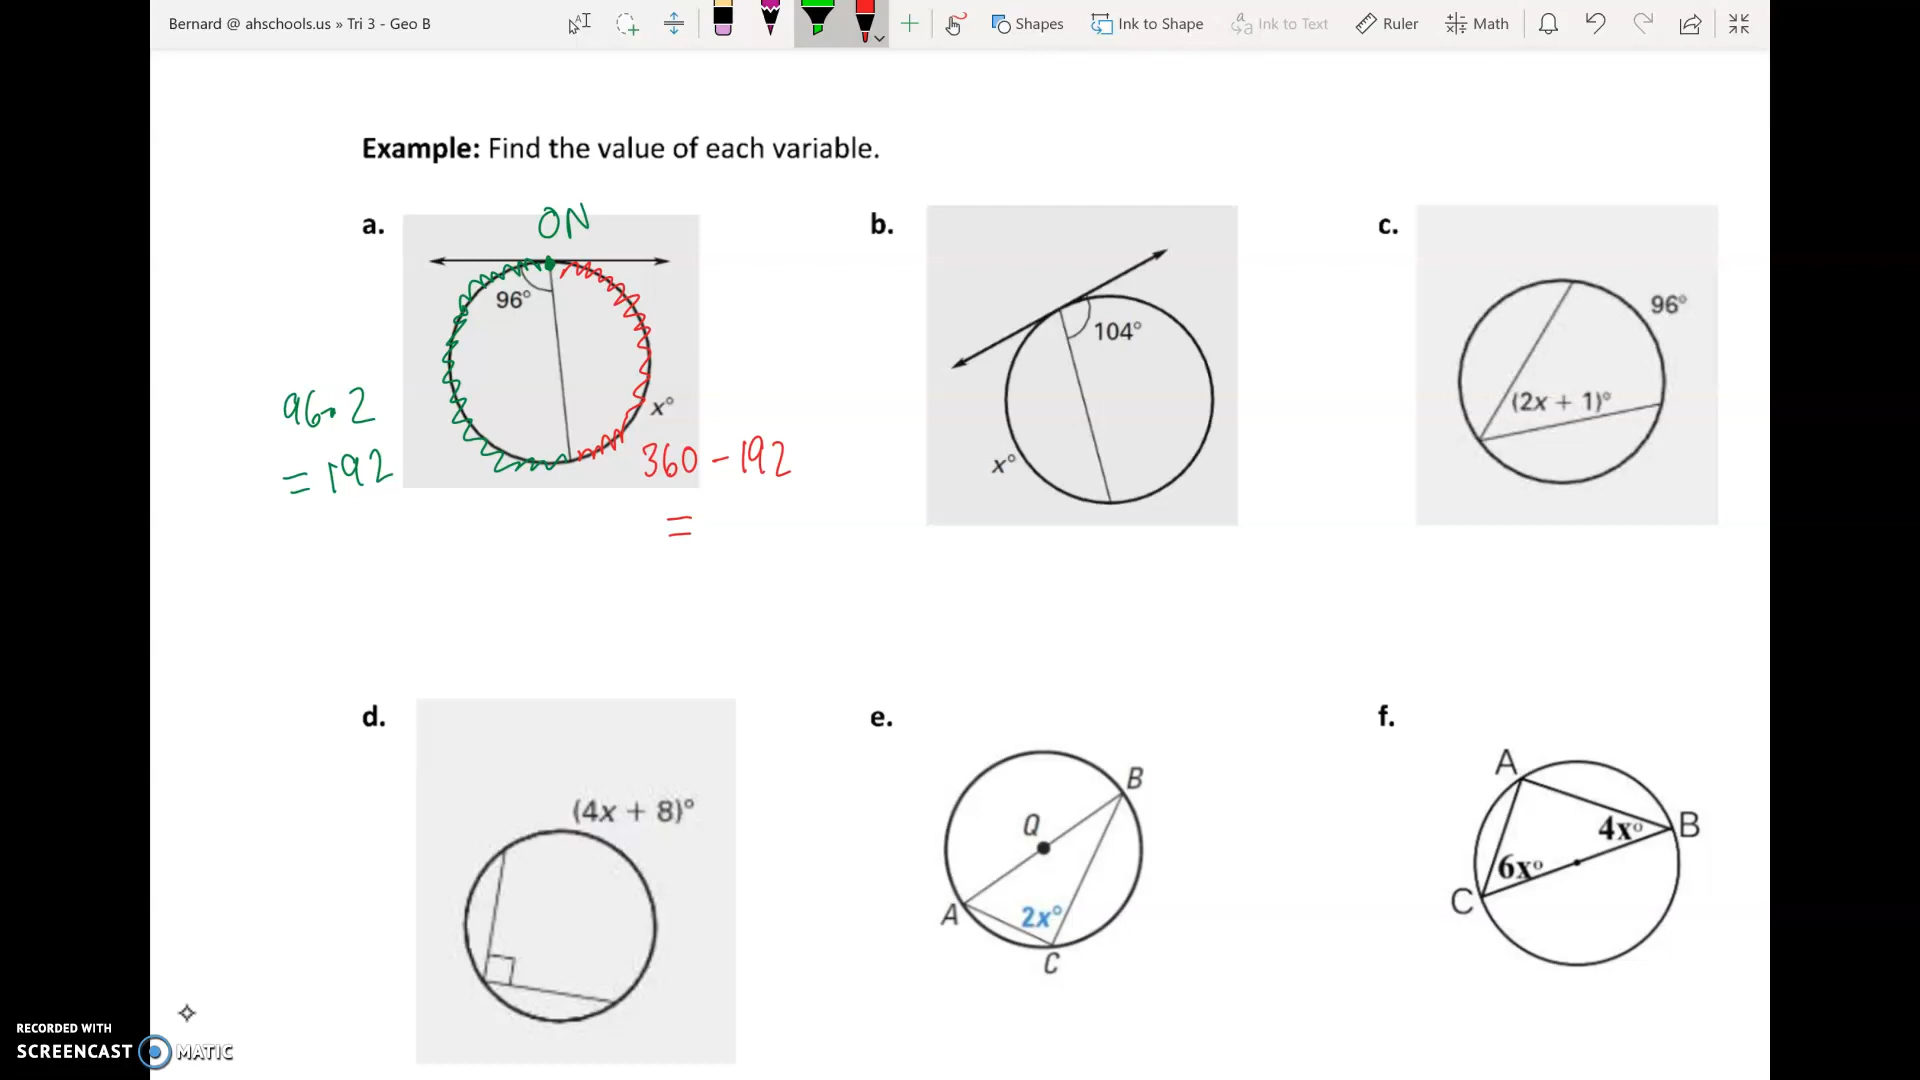 Bernard @ ahschools.us » Tri 3 - Geo B
Shapes
Ink to Shape
Ink to Text
Ruler
Math
Example: Find the value of each variable.
a.
ON
96°
x°
96·2
= 192
360 - 192
=
b.
104°
x°
c.
96°
(2x + 1)°
d.
(4x + 8)°
e.
B
Q
A
2x°
C
f.
A
4x°
B
6x°
C
RECORDED WITH
SCREENCAST MATIC